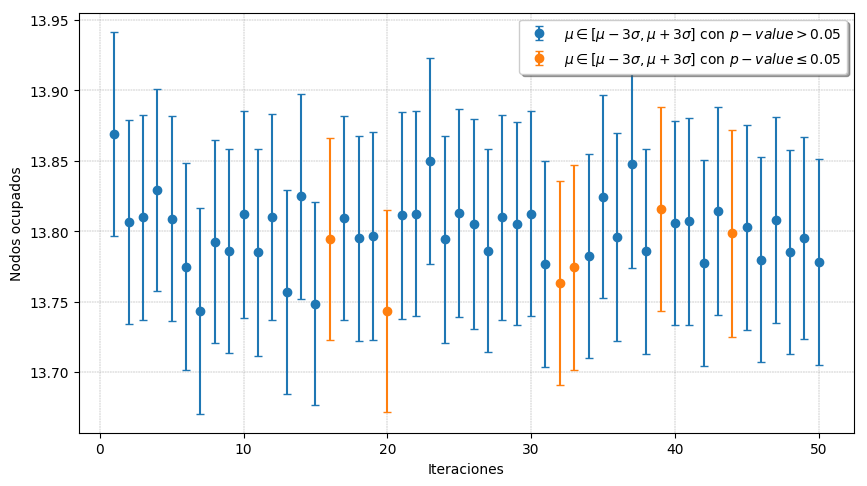 13.95
13.90
13.85
13.80
13.75
13.70
Nodos ocupados
μ ∈ [μ − 3σ, μ + 3σ] con p − value > 0.05
μ ∈ [μ − 3σ, μ + 3σ] con p − value ≤ 0.05
0 10 20 30 40 50
Iteraciones